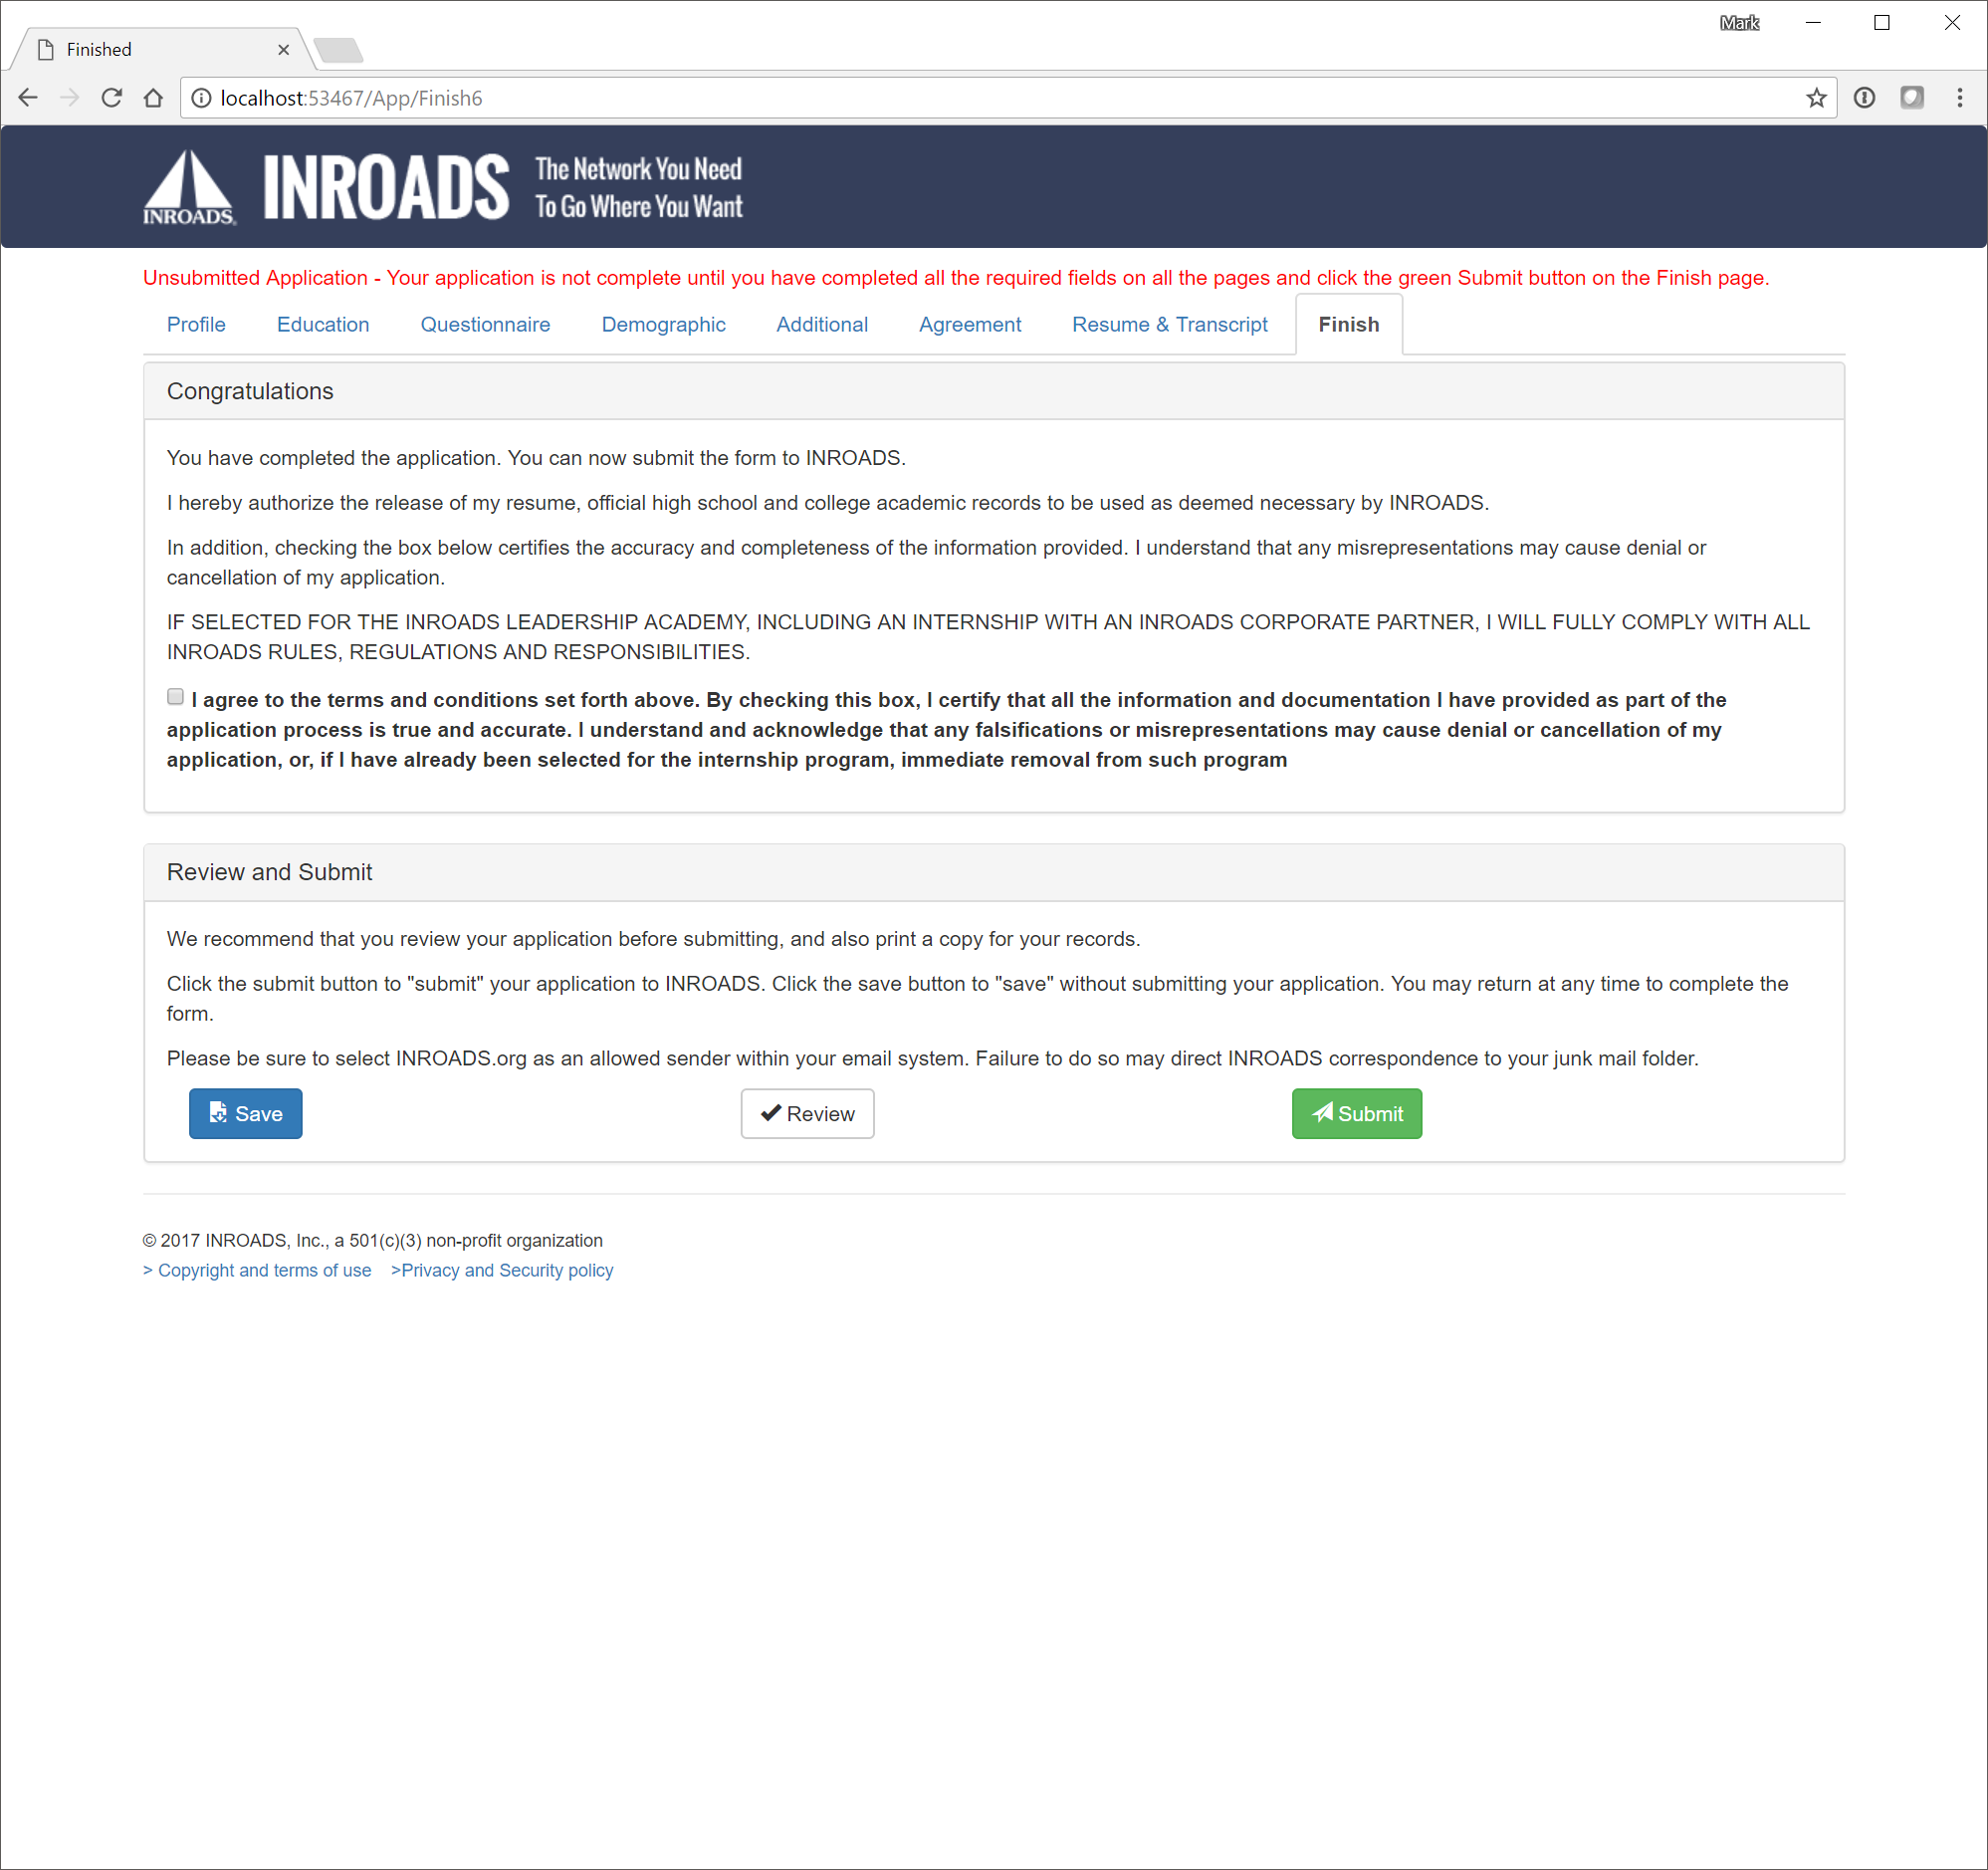 Mark
Finished
localhost:53467/App/Finish6
INROADS The Network You Need
INROADS. To Go Where You Want
Unsubmitted Application - Your application is not complete until you have completed all the required fields on all the pages and click the green Submit button on the Finish page.
Profile Education Questionnaire Demographic Additional Agreement Resume & Transcript Finish
Congratulations
You have completed the application. You can now submit the form to INROADS.
I hereby authorize the release of my resume, official high school and college academic records to be used as deemed necessary by INROADS.
In addition, checking the box below certifies the accuracy and completeness of the information provided. I understand that any misrepresentations may cause denial or
cancellation of my application.
IF SELECTED FOR THE INROADS LEADERSHIP ACADEMY, INCLUDING AN INTERNSHIP WITH AN INROADS CORPORATE PARTNER, I WILL FULLY COMPLY WITH ALL
INROADS RULES, REGULATIONS AND RESPONSIBILITIES.
I agree to the terms and conditions set forth above. By checking this box, I certify that all the information and documentation I have provided as part of the
application process is true and accurate. I understand and acknowledge that any falsifications or misrepresentations may cause denial or cancellation of my
application, or, if I have already been selected for the internship program, immediate removal from such program
Review and Submit
We recommend that you review your application before submitting, and also print a copy for your records.
Click the submit button to "submit" your application to INROADS. Click the save button to "save" without submitting your application. You may return at any time to complete the
form.
Please be sure to select INROADS.org as an allowed sender within your email system. Failure to do so may direct INROADS correspondence to your junk mail folder.
Save Review Submit
© 2017 INROADS, Inc., a 501(c)(3) non-profit organization
> Copyright and terms of use >Privacy and Security policy